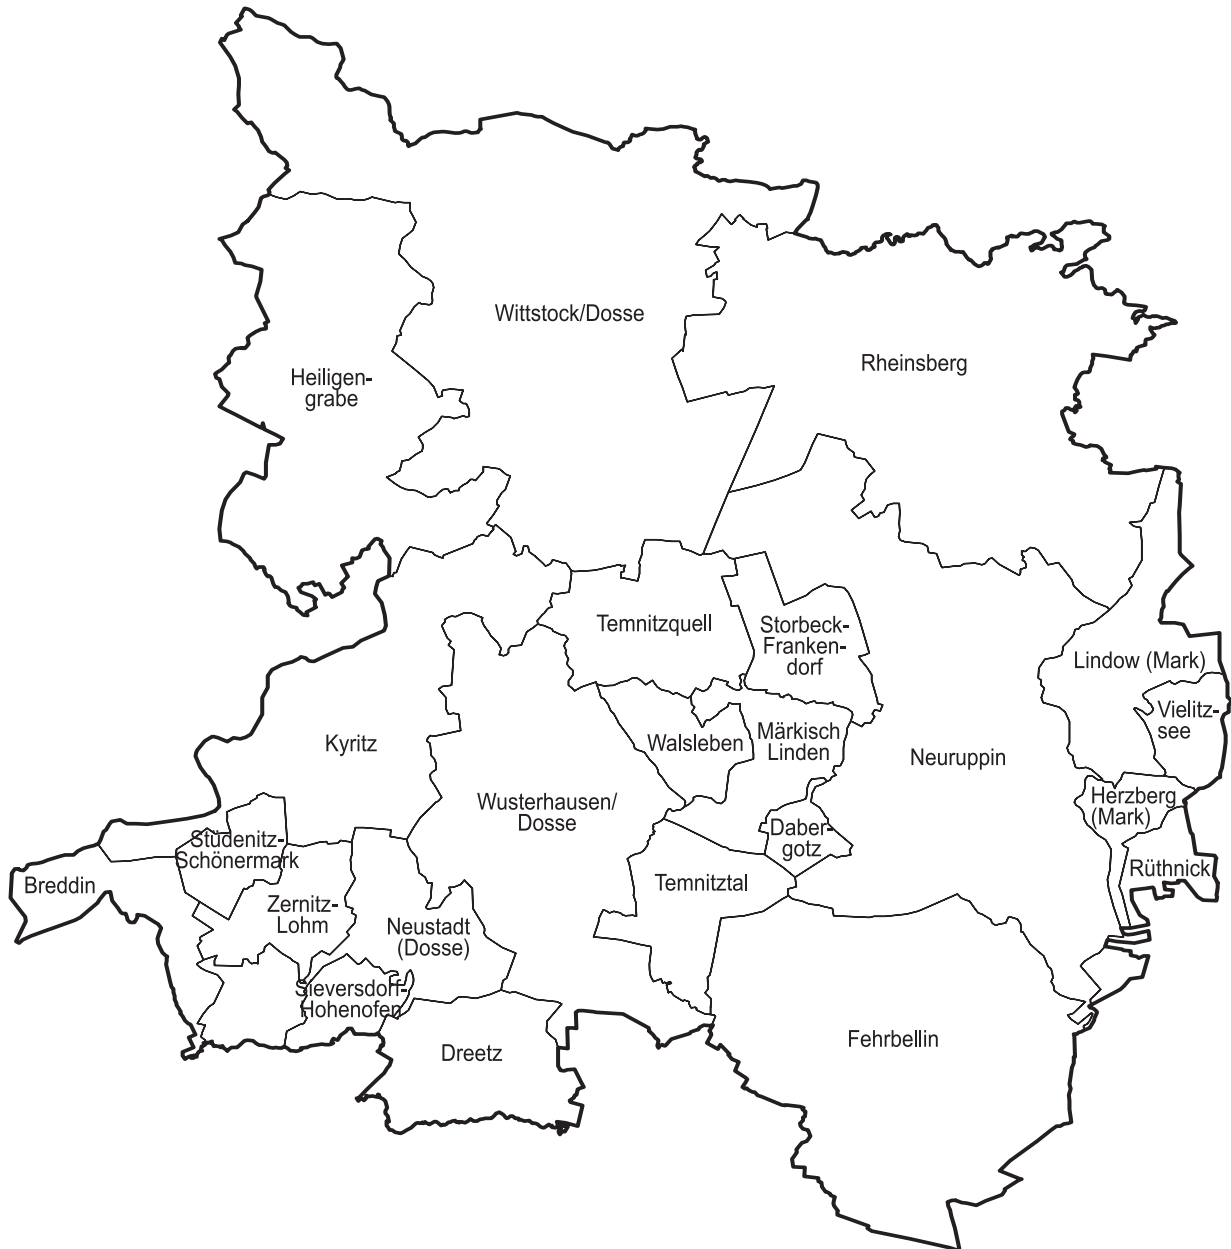 Wittstock/Dosse
Rheinsberg
Heiligen-
grabe
Temnitzquell
Storbeck-
Franken-
dorf
Lindow (Mark)
Vielitz-
see
Kyritz
Walsleben
Märkisch
Linden
Neuruppin
Wusterhausen/
Dosse
Herzberg
(Mark)
Daber-
gotz
Stüdenitz-
Schönermark
Breddin
Temnitztal
Rüthnick
Zernitz-
Lohm
Neustadt
(Dosse)
Sieversdorf-
Hohenofen
Dreetz
Fehrbellin